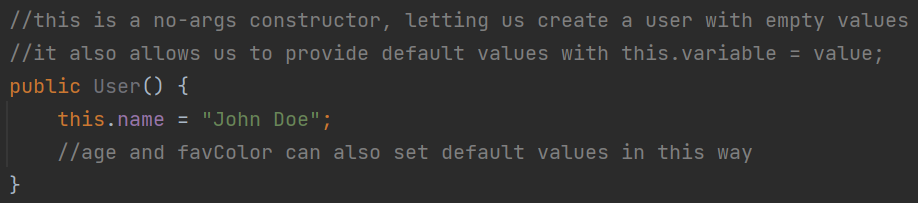 //this is a no-args constructor, letting us create a user with empty values
//it also allows us to provide default values with this.variable = value;
public User() {
    this.name = "John Doe";
    //age and favColor can also set default values in this way
}